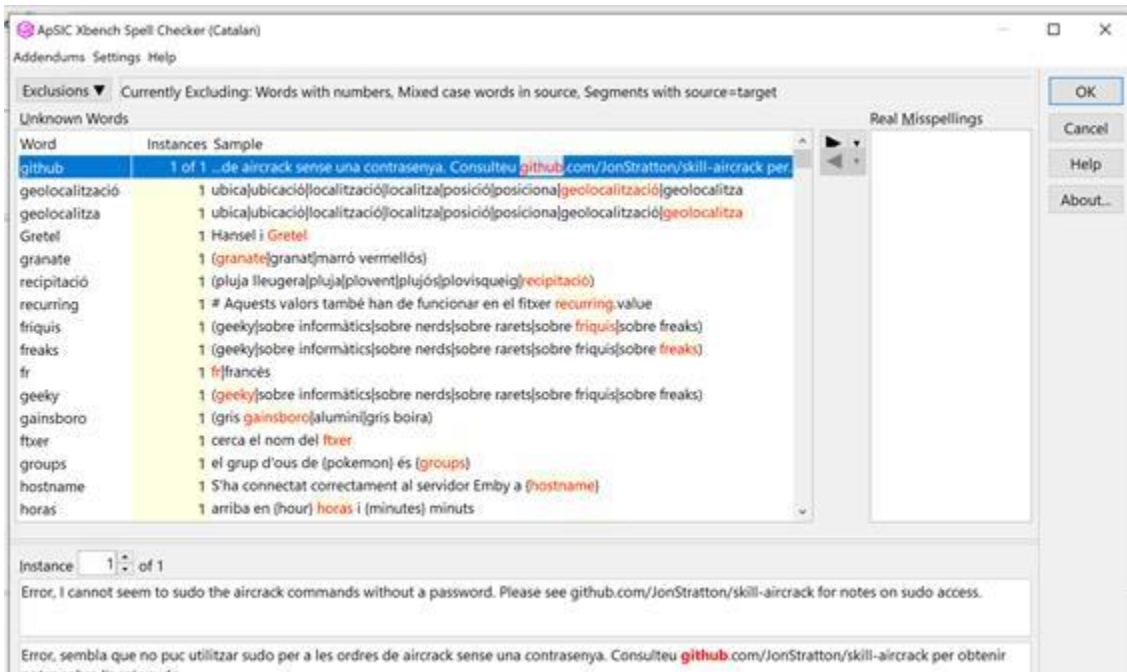 ApSIC Xbench Spell Checker (Catalan)
Addendums Settings Help
Exclusions ▼ Currently Excluding: Words with numbers, Mixed case words in source, Segments with source=target
OK
Unknown Words
Real Misspellings
Cancel
Word Instances Sample
Help
github 1 of 1 ...de aircrack sense una contrasenya. Consulteu github.com/JonStratton/skill-aircrack per.
geolocalització 1 ubica|ubicació|localització|localitza|posició|posiciona|geolocalització|geolocalitza
About...
geolocalitza 1 ubica|ubicació|localització|localitza|posició|posiciona|geolocalització|geolocalitza
Gretel 1 Hansel i Gretel
granate 1 (granate|granat|marró vermellós)
recipitació 1 (pluja lleugera|pluja|plovent|plujós|plovisqueig|recipitació)
recurring 1 # Aquests valors també han de funcionar en el fitxer recurring.value
friquis 1 (geeky|sobre informàtics|sobre nerds|sobre rarets|sobre friquis|sobre freaks)
freaks 1 (geeky|sobre informàtics|sobre nerds|sobre rarets|sobre friquis|sobre freaks)
fr 1 fr|francès
geeky 1 (geeky|sobre informàtics|sobre nerds|sobre rarets|sobre friquis|sobre freaks)
gainsboro 1 (gris gainsboro|alumini|gris boira)
ftxer 1 cerca el nom del ftxer
groups 1 el grup d'ous de {pokemon} és {groups}
hostname 1 S'ha connectat correctament al servidor Emby a {hostname}
horas 1 arriba en {hour} horas i {minutes} minuts
Instance 1 of 1
Error, I cannot seem to sudo the aircrack commands without a password. Please see github.com/JonStratton/skill-aircrack for notes on sudo access.
Error, sembla que no puc utilitzar sudo per a les ordres de aircrack sense una contrasenya. Consulteu github.com/JonStratton/skill-aircrack per obtenir